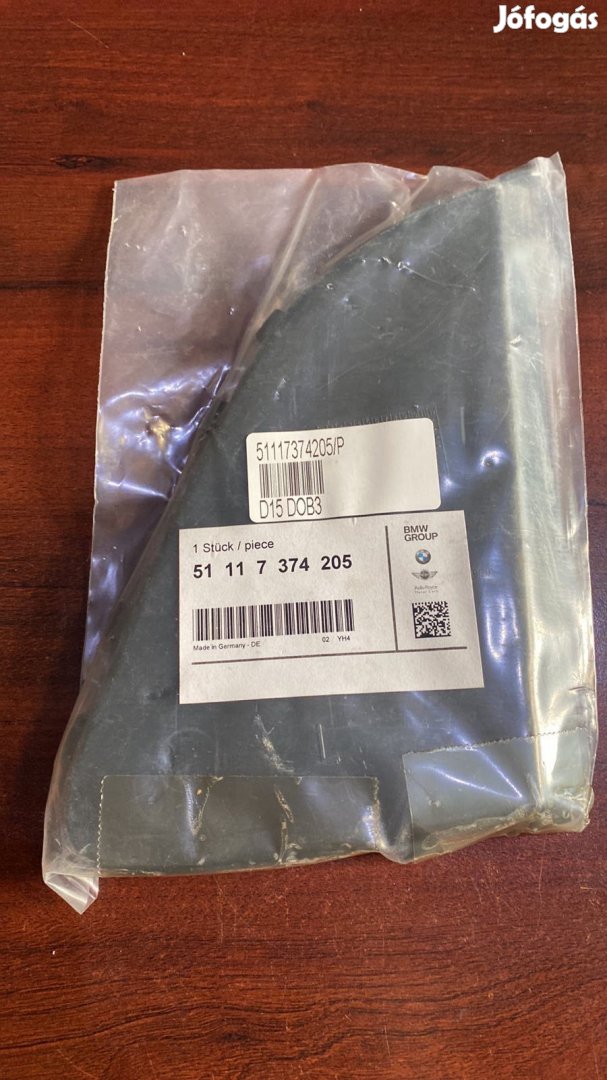 Jófogás
51117374205/P
D15 DOB3
1 Stück / piece
51 11 7 374 205
Made in Germany - DE 02 YH4
BMW
GROUP